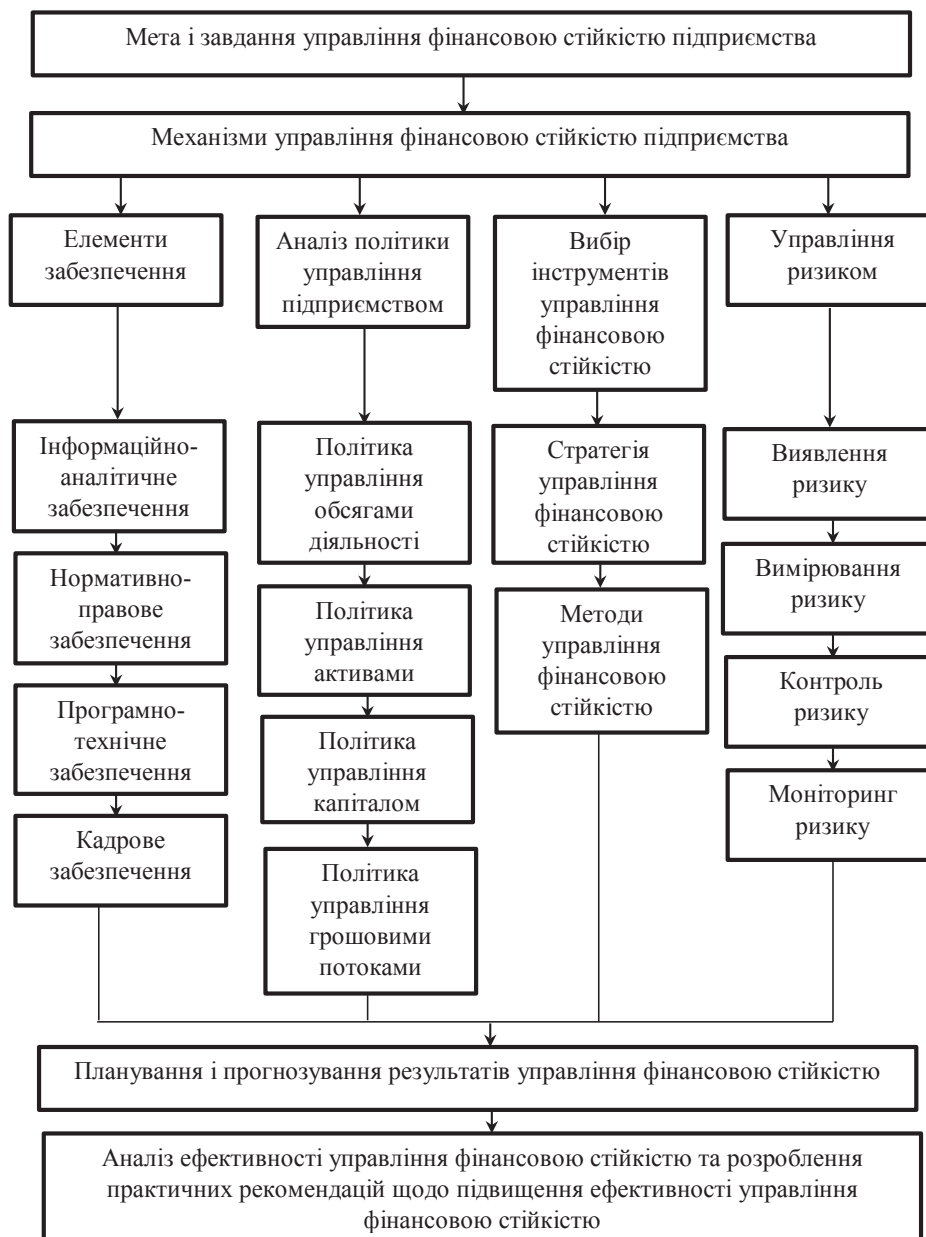 Мета і завдання управління фінансовою стійкістю підприємства
Механізми управління фінансовою стійкістю підприємства
Елементи
забезпечення
Аналіз політики
управління
підприємством
Вибір
інструментів
управління
фінансовою
стійкістю
Управління
ризиком
Інформаційно-
аналітичне
забезпечення
Нормативно-
правове
забезпечення
Програмно-
технічне
забезпечення
Кадрове
забезпечення
Політика
управління
обсягами
діяльності
Політика
управління
активами
Політика
управління
капіталом
Політика
управління
грошовими
потоками
Стратегія
управління
фінансовою
стійкістю
Методи
управління
фінансовою
стійкістю
Виявлення
ризику
Вимірювання
ризику
Контроль
ризику
Моніторинг
ризику
Планування і прогнозування результатів управління фінансовою стійкістю
Аналіз ефективності управління фінансовою стійкістю та розроблення
практичних рекомендацій щодо підвищення ефективності управління
фінансовою стійкістю